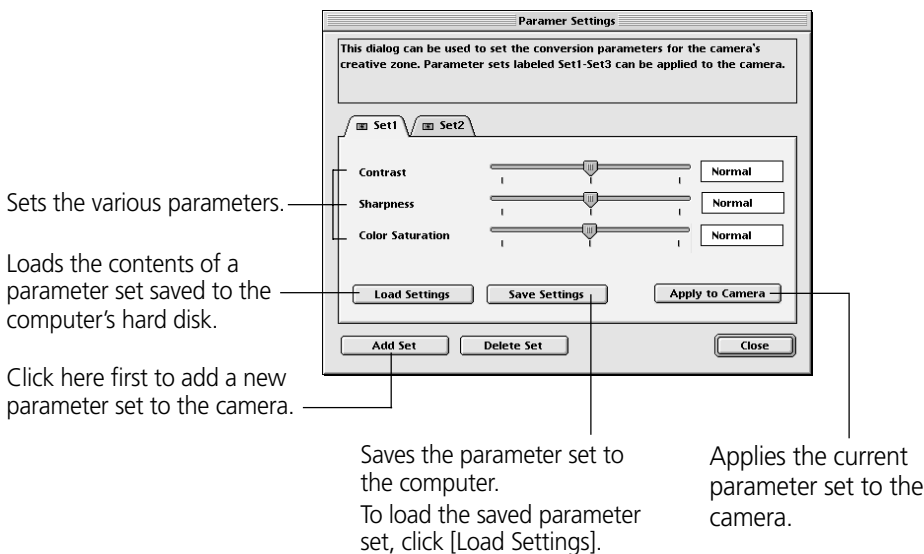 Paramer Settings
This dialog can be used to set the conversion parameters for the camera's
creative zone. Parameter sets labeled Set1-Set3 can be applied to the camera.
Set1
Set2
Contrast
Normal
Sharpness
Normal
Color Saturation
Normal
Load Settings
Save Settings
Apply to Camera
Add Set
Delete Set
Close
Sets the various parameters.
Loads the contents of a
parameter set saved to the
computer's hard disk.
Click here first to add a new
parameter set to the camera.
Saves the parameter set to
the computer.
To load the saved parameter
set, click [Load Settings].
Applies the current
parameter set to the
camera.